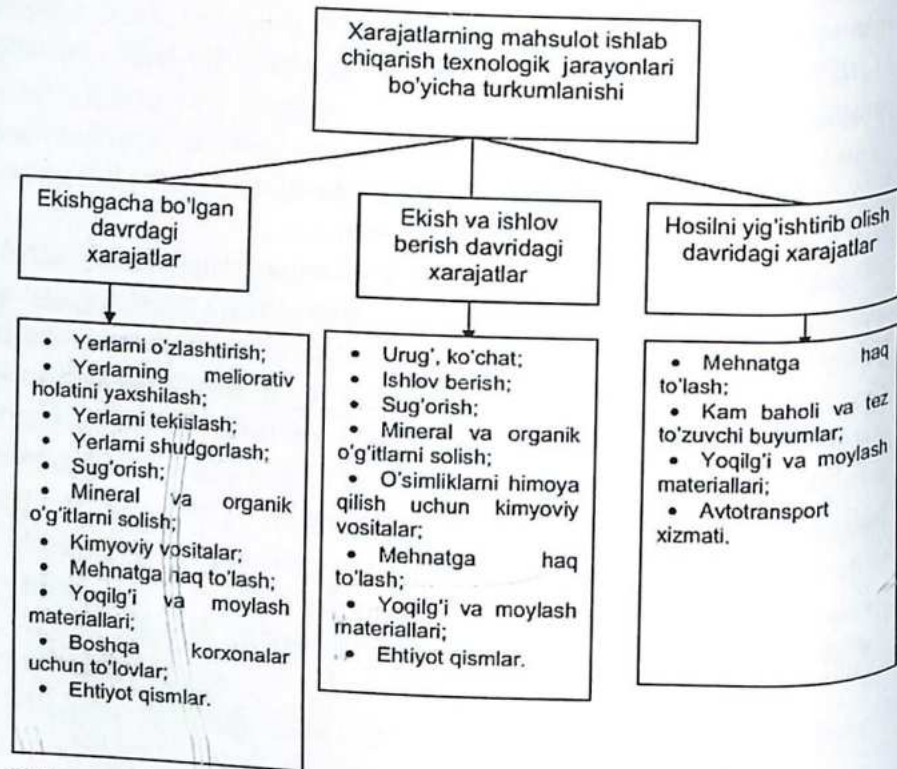 Xarajatlarning mahsulot ishlab
chiqarish texnologik jarayonlari
bo'yicha turkumlanishi
Ekishgacha bo'lgan
davrdagi
xarajatlar
Ekish va ishlov
berish davridagi
xarajatlar
Hosilni yig'ishtirib olish
davridagi xarajatlar
• Yerlarni o'zlashtirish;
• Yerlarning meliorativ
holatini yaxshilash;
• Yerlarni tekislash;
• Yerlarni shudgorlash;
• Sug'orish;
• Mineral va organik
o'g'itlarni solish;
• Kimyoviy vositalar;
• Mehnatga haq to'lash;
• Yoqilg'i va moylash
materiallari;
• Boshqa korxonalar
uchun to'lovlar;
• Ehtiyot qismlar.
• Urug', ko'chat;
• Ishlov berish;
• Sug'orish;
• Mineral va organik
o'g'itlarni solish;
• O'simliklarni himoya
qilish uchun kimyoviy
vositalar;
• Mehnatga haq
to'lash;
• Yoqilg'i va moylash
materiallari;
• Ehtiyot qismlar.
• Mehnatga haq
to'lash;
• Kam baholi va tez
to'zuvchi buyumlar;
• Yoqilg'i va moylash
materiallari;
• Avtotransport
xizmati.